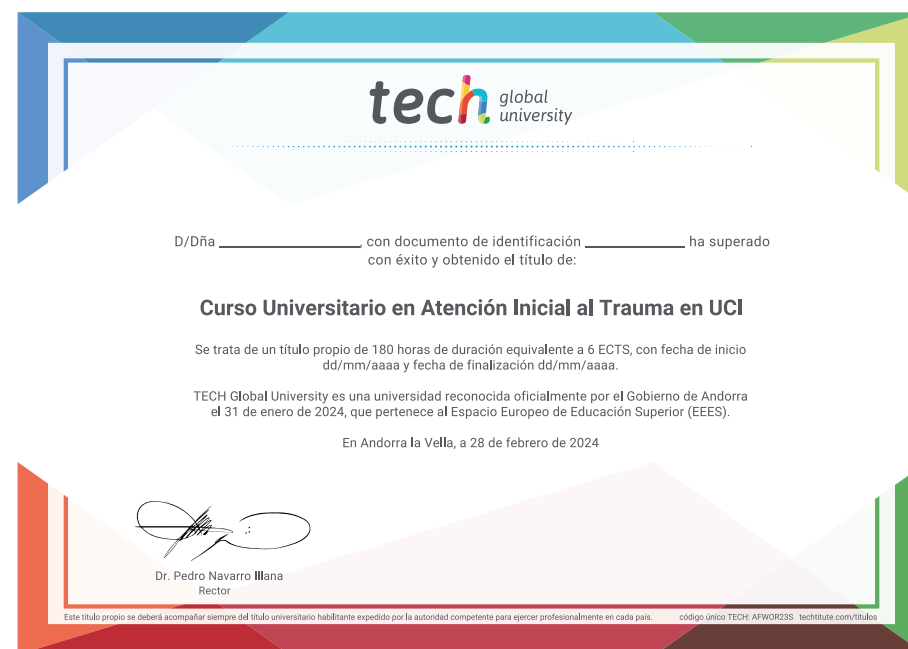 tech global
university
D/Dña ______________, con documento de identificación __________ ha superado
con éxito y obtenido el título de:
Curso Universitario en Atención Inicial al Trauma en UCI
Se trata de un título propio de 180 horas de duración equivalente a 6 ECTS, con fecha de inicio
dd/mm/aaaa y fecha de finalización dd/mm/aaaa.
TECH Global University es una universidad reconocida oficialmente por el Gobierno de Andorra
el 31 de enero de 2024, que pertenece al Espacio Europeo de Educación Superior (EEES).
En Andorra la Vella, a 28 de febrero de 2024
Dr. Pedro Navarro Illana
Rector
Este título propio se deberá acompañar siempre del título universitario habilitante expedido por la autoridad competente para ejercer profesionalmente en cada país. código único TECH: AFWOR23S techtitute.com/titulos